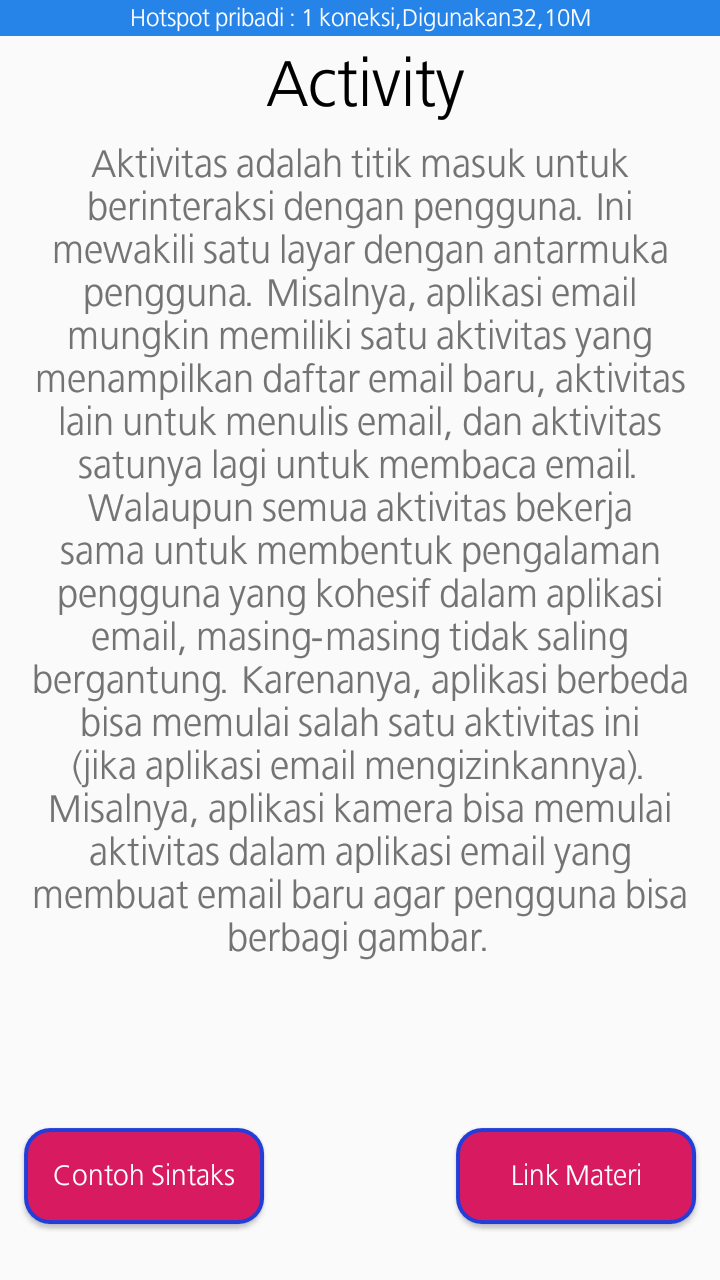 Hotspot pribadi : 1 koneksi,Digunakan32,10M
Activity
Aktivitas adalah titik masuk untuk
berinteraksi dengan pengguna. Ini
mewakili satu layar dengan antarmuka
pengguna. Misalnya, aplikasi email
mungkin memiliki satu aktivitas yang
menampilkan daftar email baru, aktivitas
lain untuk menulis email, dan aktivitas
satunya lagi untuk membaca email.
Walaupun semua aktivitas bekerja
sama untuk membentuk pengalaman
pengguna yang kohesif dalam aplikasi
email, masing-masing tidak saling
bergantung. Karenanya, aplikasi berbeda
bisa memulai salah satu aktivitas ini
(jika aplikasi email mengizinkannya).
Misalnya, aplikasi kamera bisa memulai
aktivitas dalam aplikasi email yang
membuat email baru agar pengguna bisa
berbagi gambar.
Contoh Sintaks
Link Materi